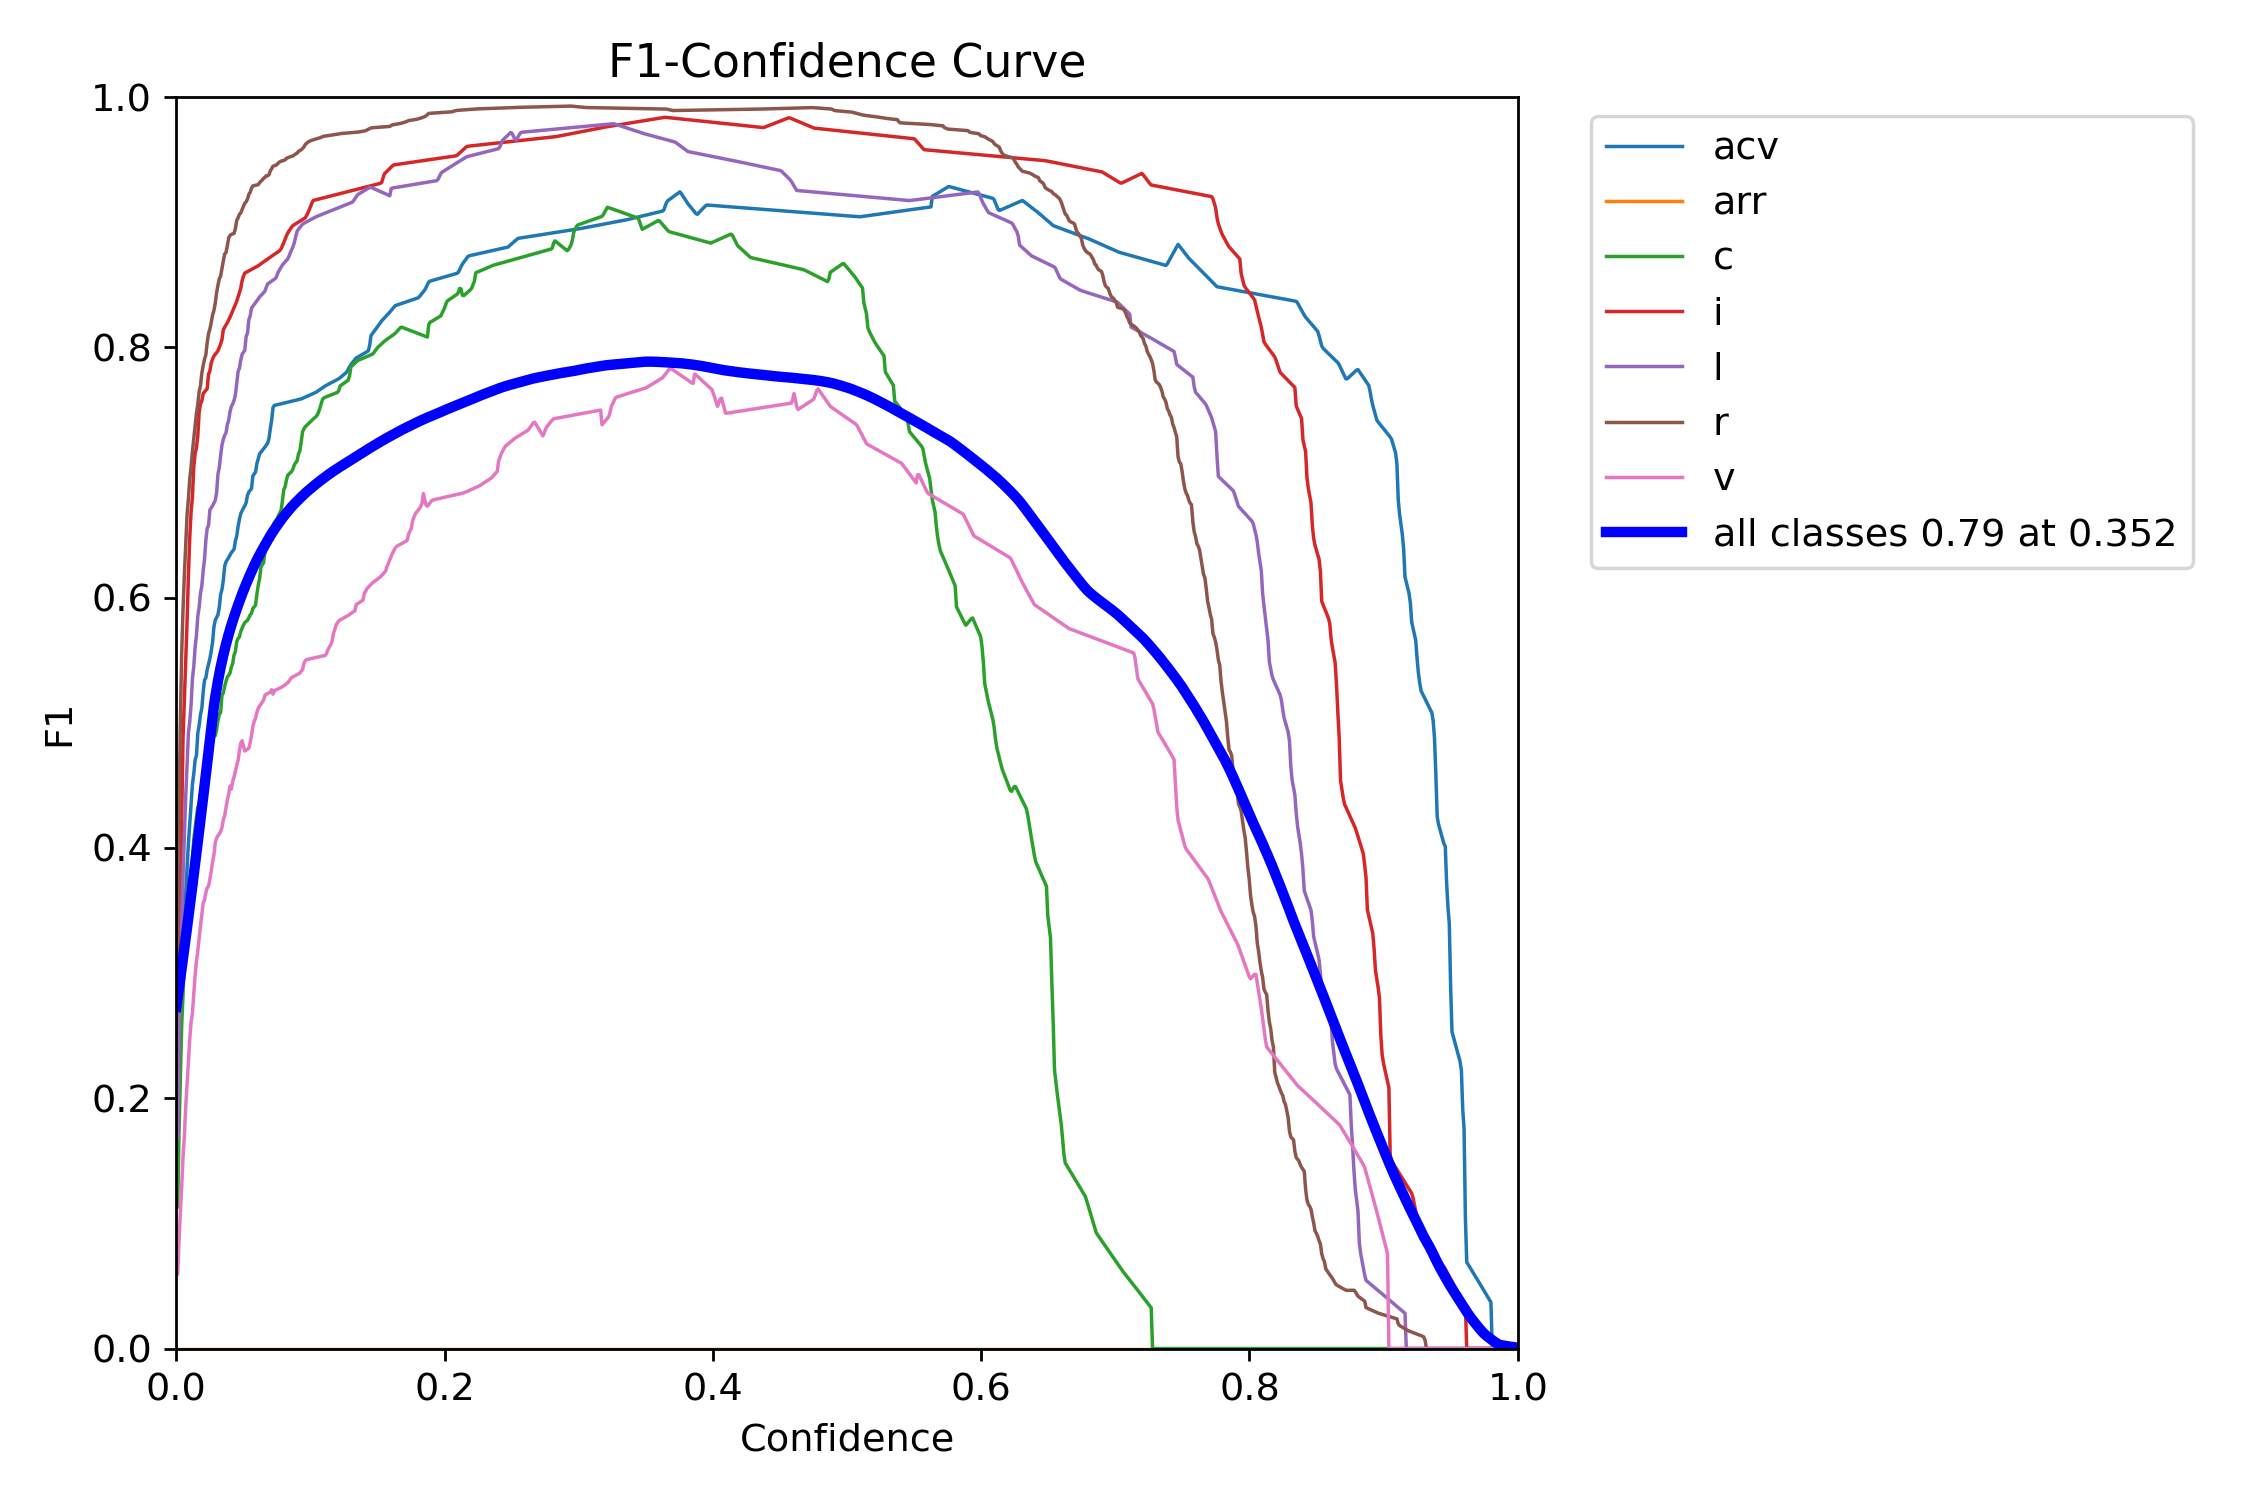 F1-Confidence Curve
1.0
0.8
0.6
0.4
0.2
0.0
F1
0.0 0.2 0.4 0.6 0.8 1.0
Confidence
acv
arr
c
i
l
r
v
all classes 0.79 at 0.352